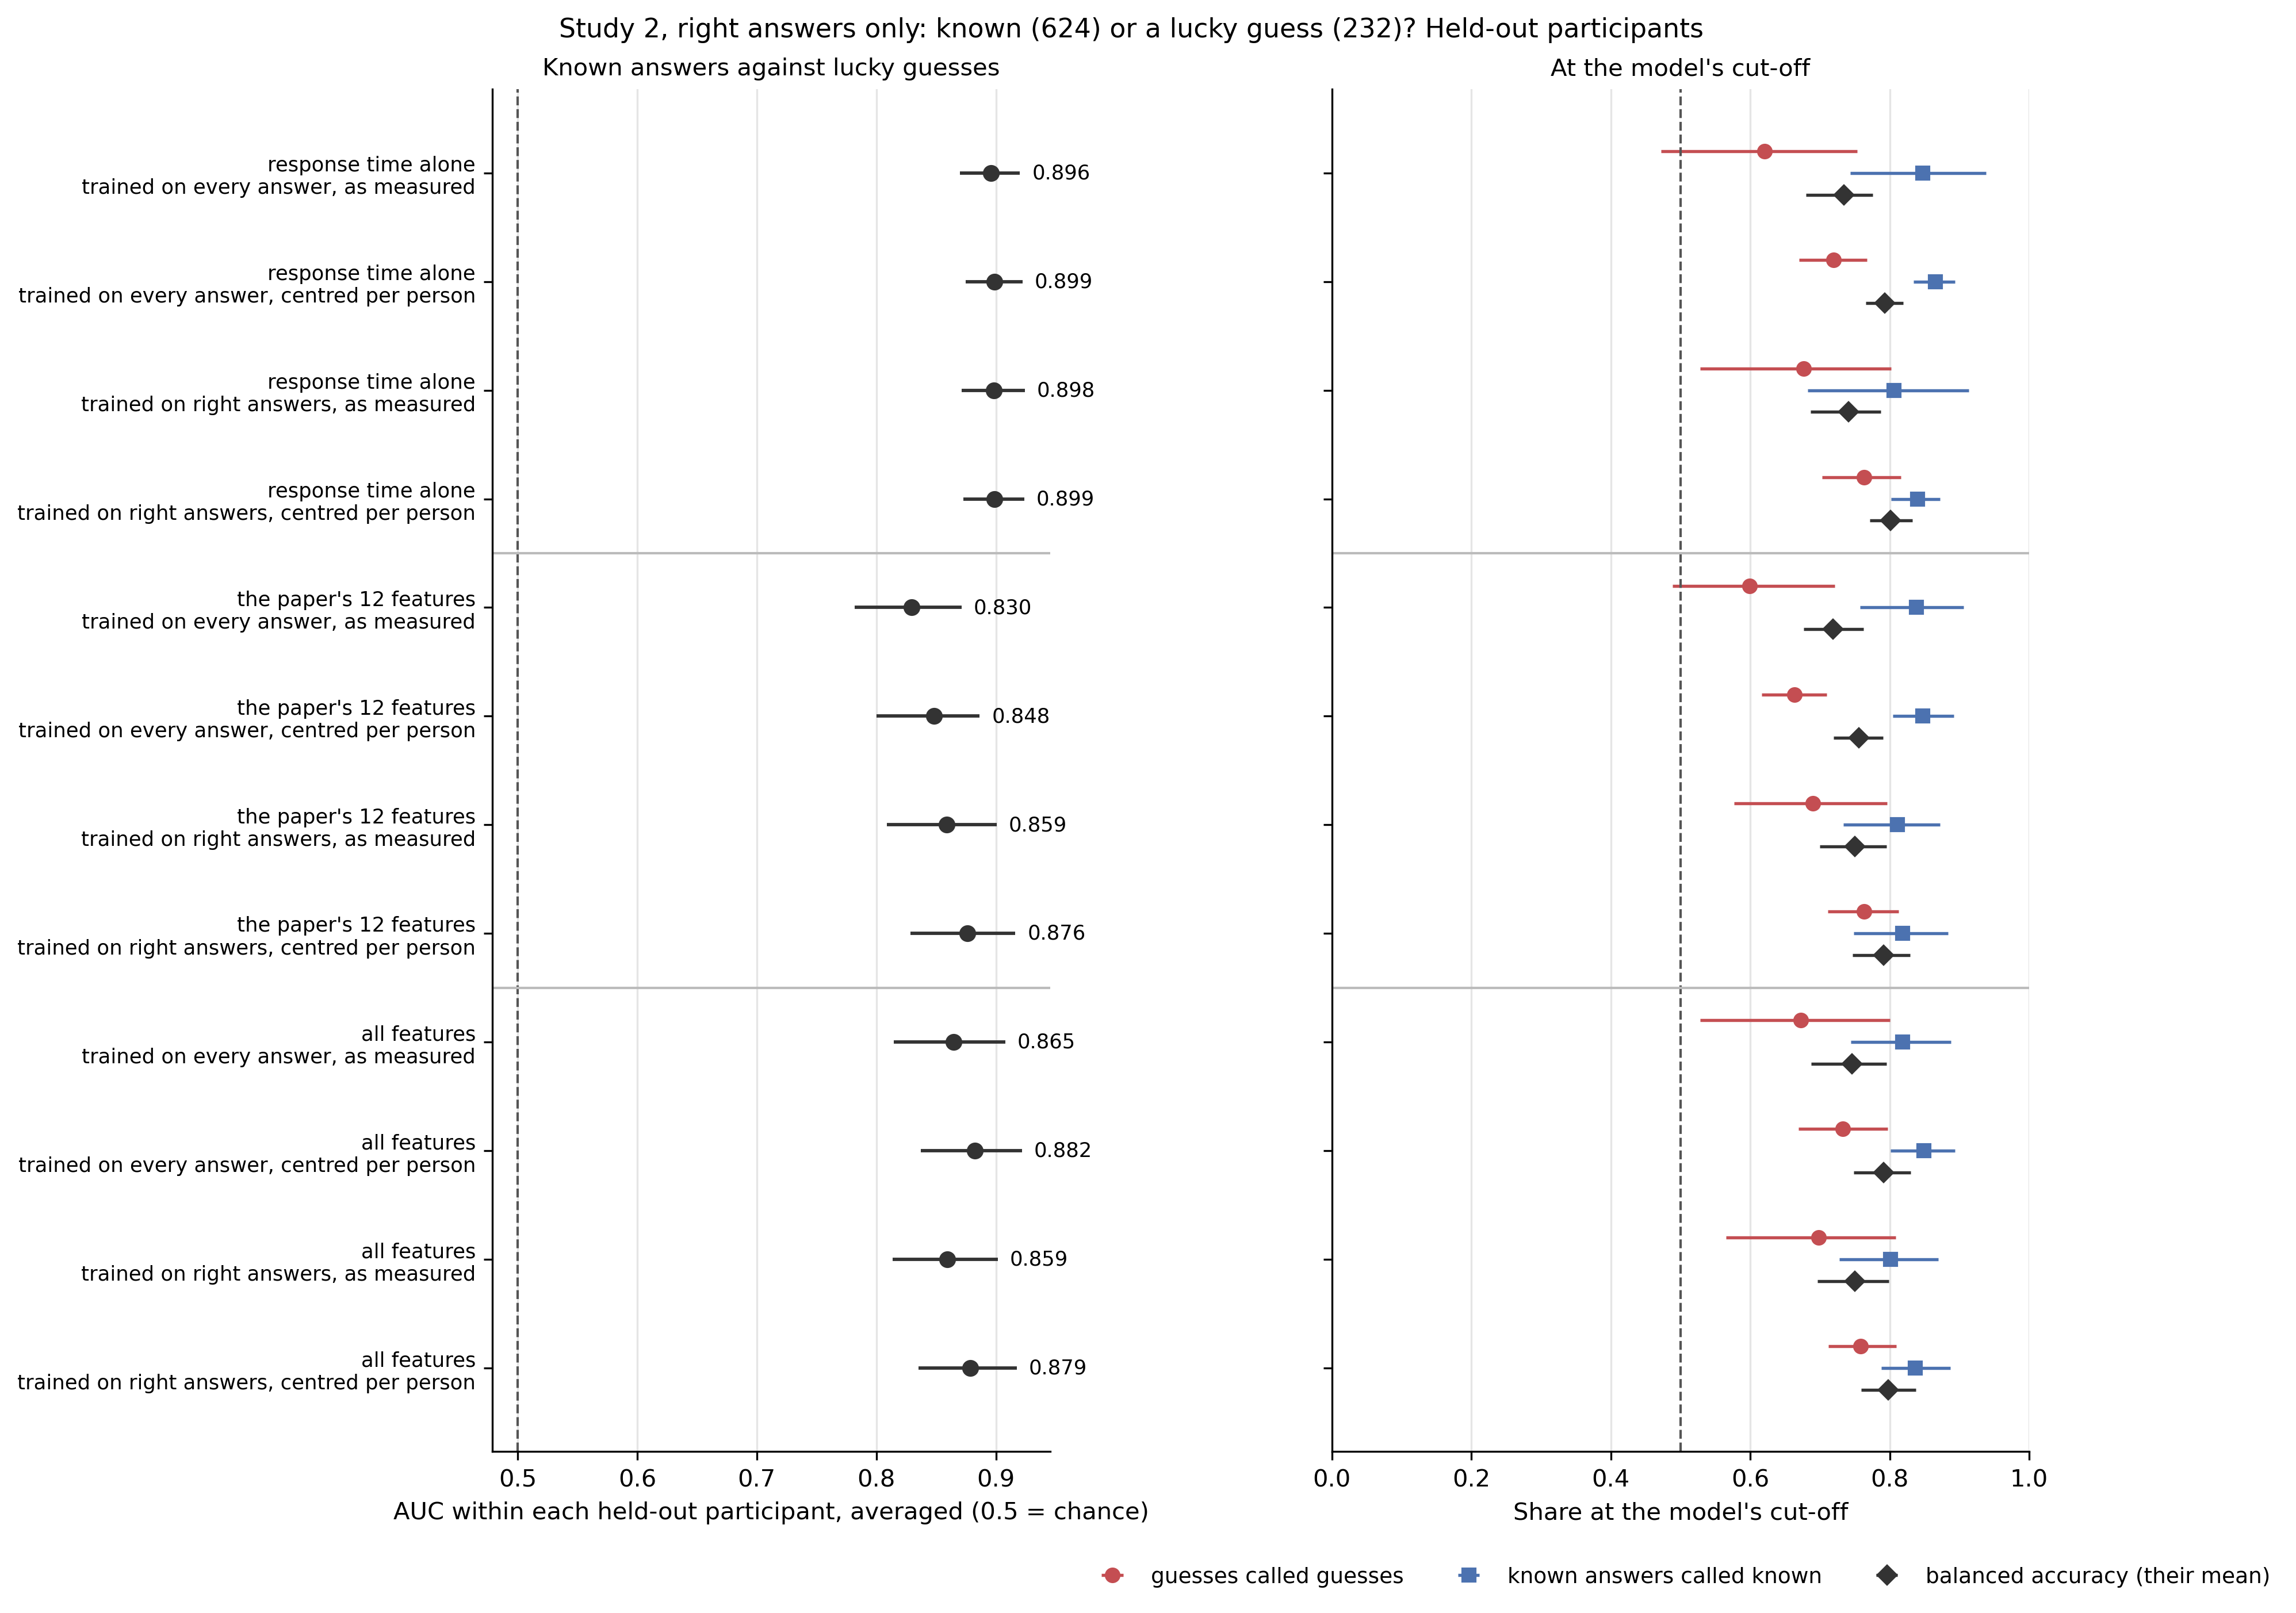 Study 2, right answers only: known (624) or a lucky guess (232)? Held-out participants
Known answers against lucky guesses
At the model's cut-off
response time alone
trained on every answer, as measured
0.896
response time alone
trained on every answer, centred per person
0.899
response time alone
trained on right answers, as measured
0.898
response time alone
trained on right answers, centred per person
0.899
the paper's 12 features
trained on every answer, as measured
0.830
the paper's 12 features
trained on every answer, centred per person
0.848
the paper's 12 features
trained on right answers, as measured
0.859
the paper's 12 features
trained on right answers, centred per person
0.876
all features
trained on every answer, as measured
0.865
all features
trained on every answer, centred per person
0.882
all features
trained on right answers, as measured
0.859
all features
trained on right answers, centred per person
0.879
0.5 0.6 0.7 0.8 0.9
AUC within each held-out participant, averaged (0.5 = chance)
0.0 0.2 0.4 0.6 0.8 1.0
Share at the model's cut-off
guesses called guesses
known answers called known
balanced accuracy (their mean)